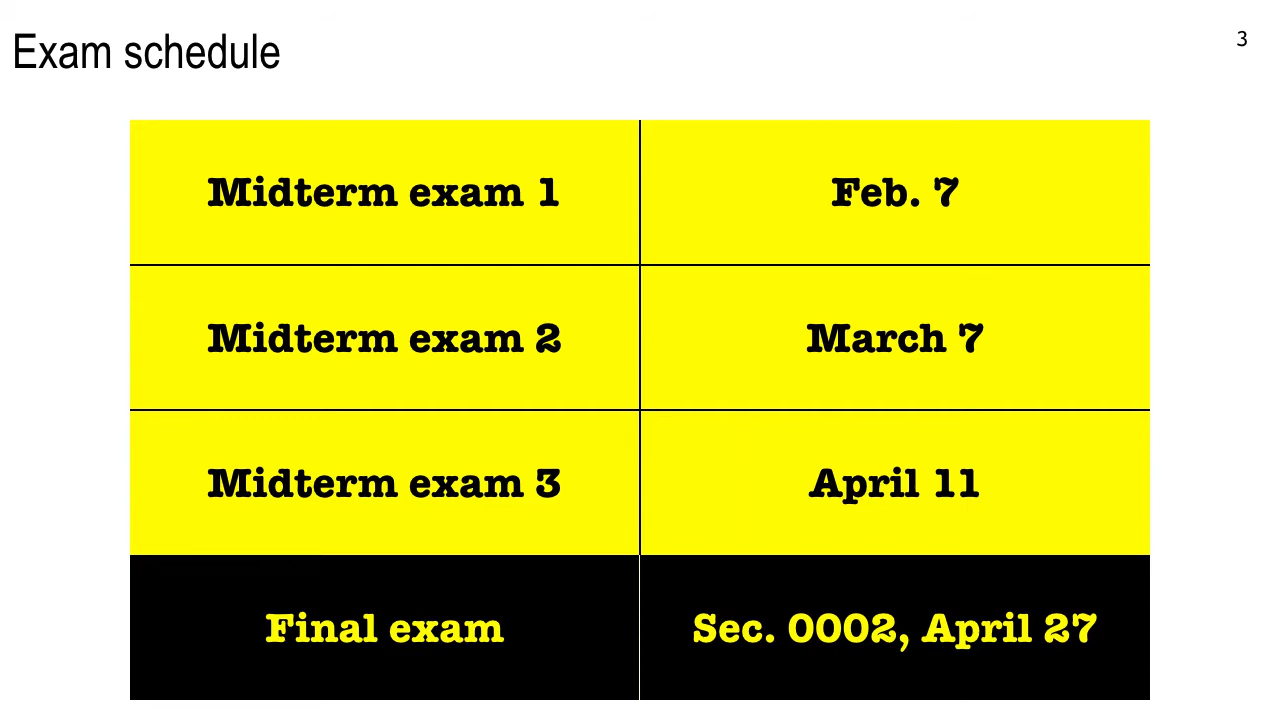 Exam schedule
3
Midterm exam 1
Feb. 7
Midterm exam 2
March 7
Midterm exam 3
April 11
Final exam
Sec. 0002, April 27